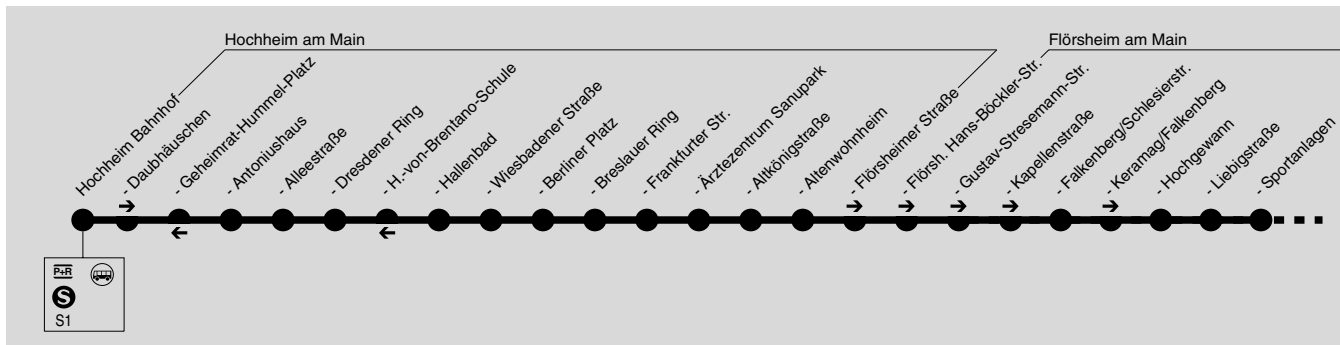 Hochheim am Main
Flörsheim am Main
Hochheim Bahnhof
- Daubhäuschen
- Geheimrat-Hummel-Platz
- Antoniushaus
- Alleestraße
- Dresdener Ring
- H.-von-Brentano-Schule
- Hallenbad
- Wiesbadener Straße
- Berliner Platz
- Breslauer Ring
- Frankfurter Str.
- Ärztezentrum Sanupark
- Altkönigstraße
- Altenwohnheim
- Flörsheimer Straße
- Flörsh. Hans-Böckler-Str.
- Gustav-Stresemann-Str.
- Kapellenstraße
- Falkenberg/Schlesierstr.
- Keramag/Falkenberg
- Hochgewann
- Liebigstraße
- Sportanlagen
P+R
S
S1